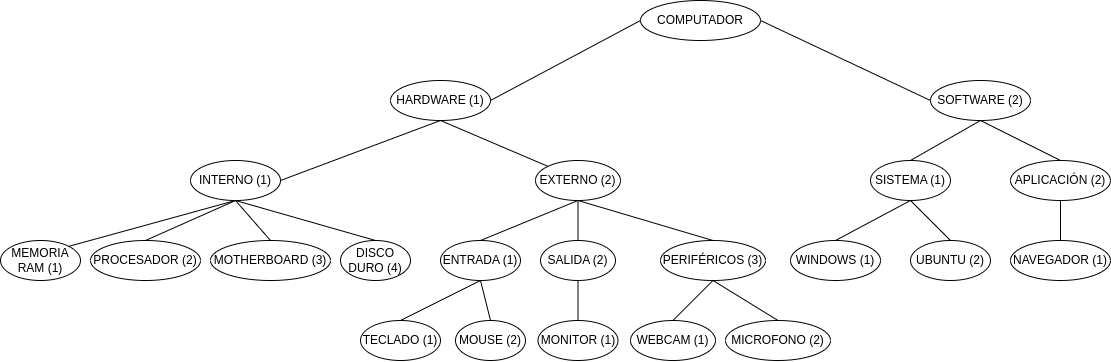 COMPUTADOR
HARDWARE (1)
SOFTWARE (2)
INTERNO (1)
EXTERNO (2)
SISTEMA (1)
APLICACIÓN (2)
MEMORIA
RAM (1)
PROCESADOR (2)
MOTHERBOARD (3)
DISCO
DURO (4)
ENTRADA (1)
SALIDA (2)
PERIFÉRICOS (3)
WINDOWS (1)
UBUNTU (2)
NAVEGADOR (1)
TECLADO (1)
MOUSE (2)
MONITOR (1)
WEBCAM (1)
MICROFONO (2)